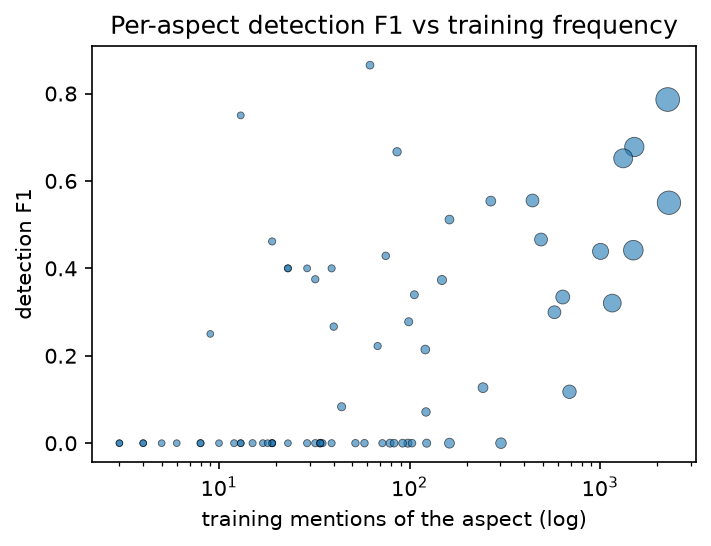 Per-aspect detection F1 vs training frequency
detection F1
0.8
0.6
0.4
0.2
0.0
10¹ 10² 10³
training mentions of the aspect (log)